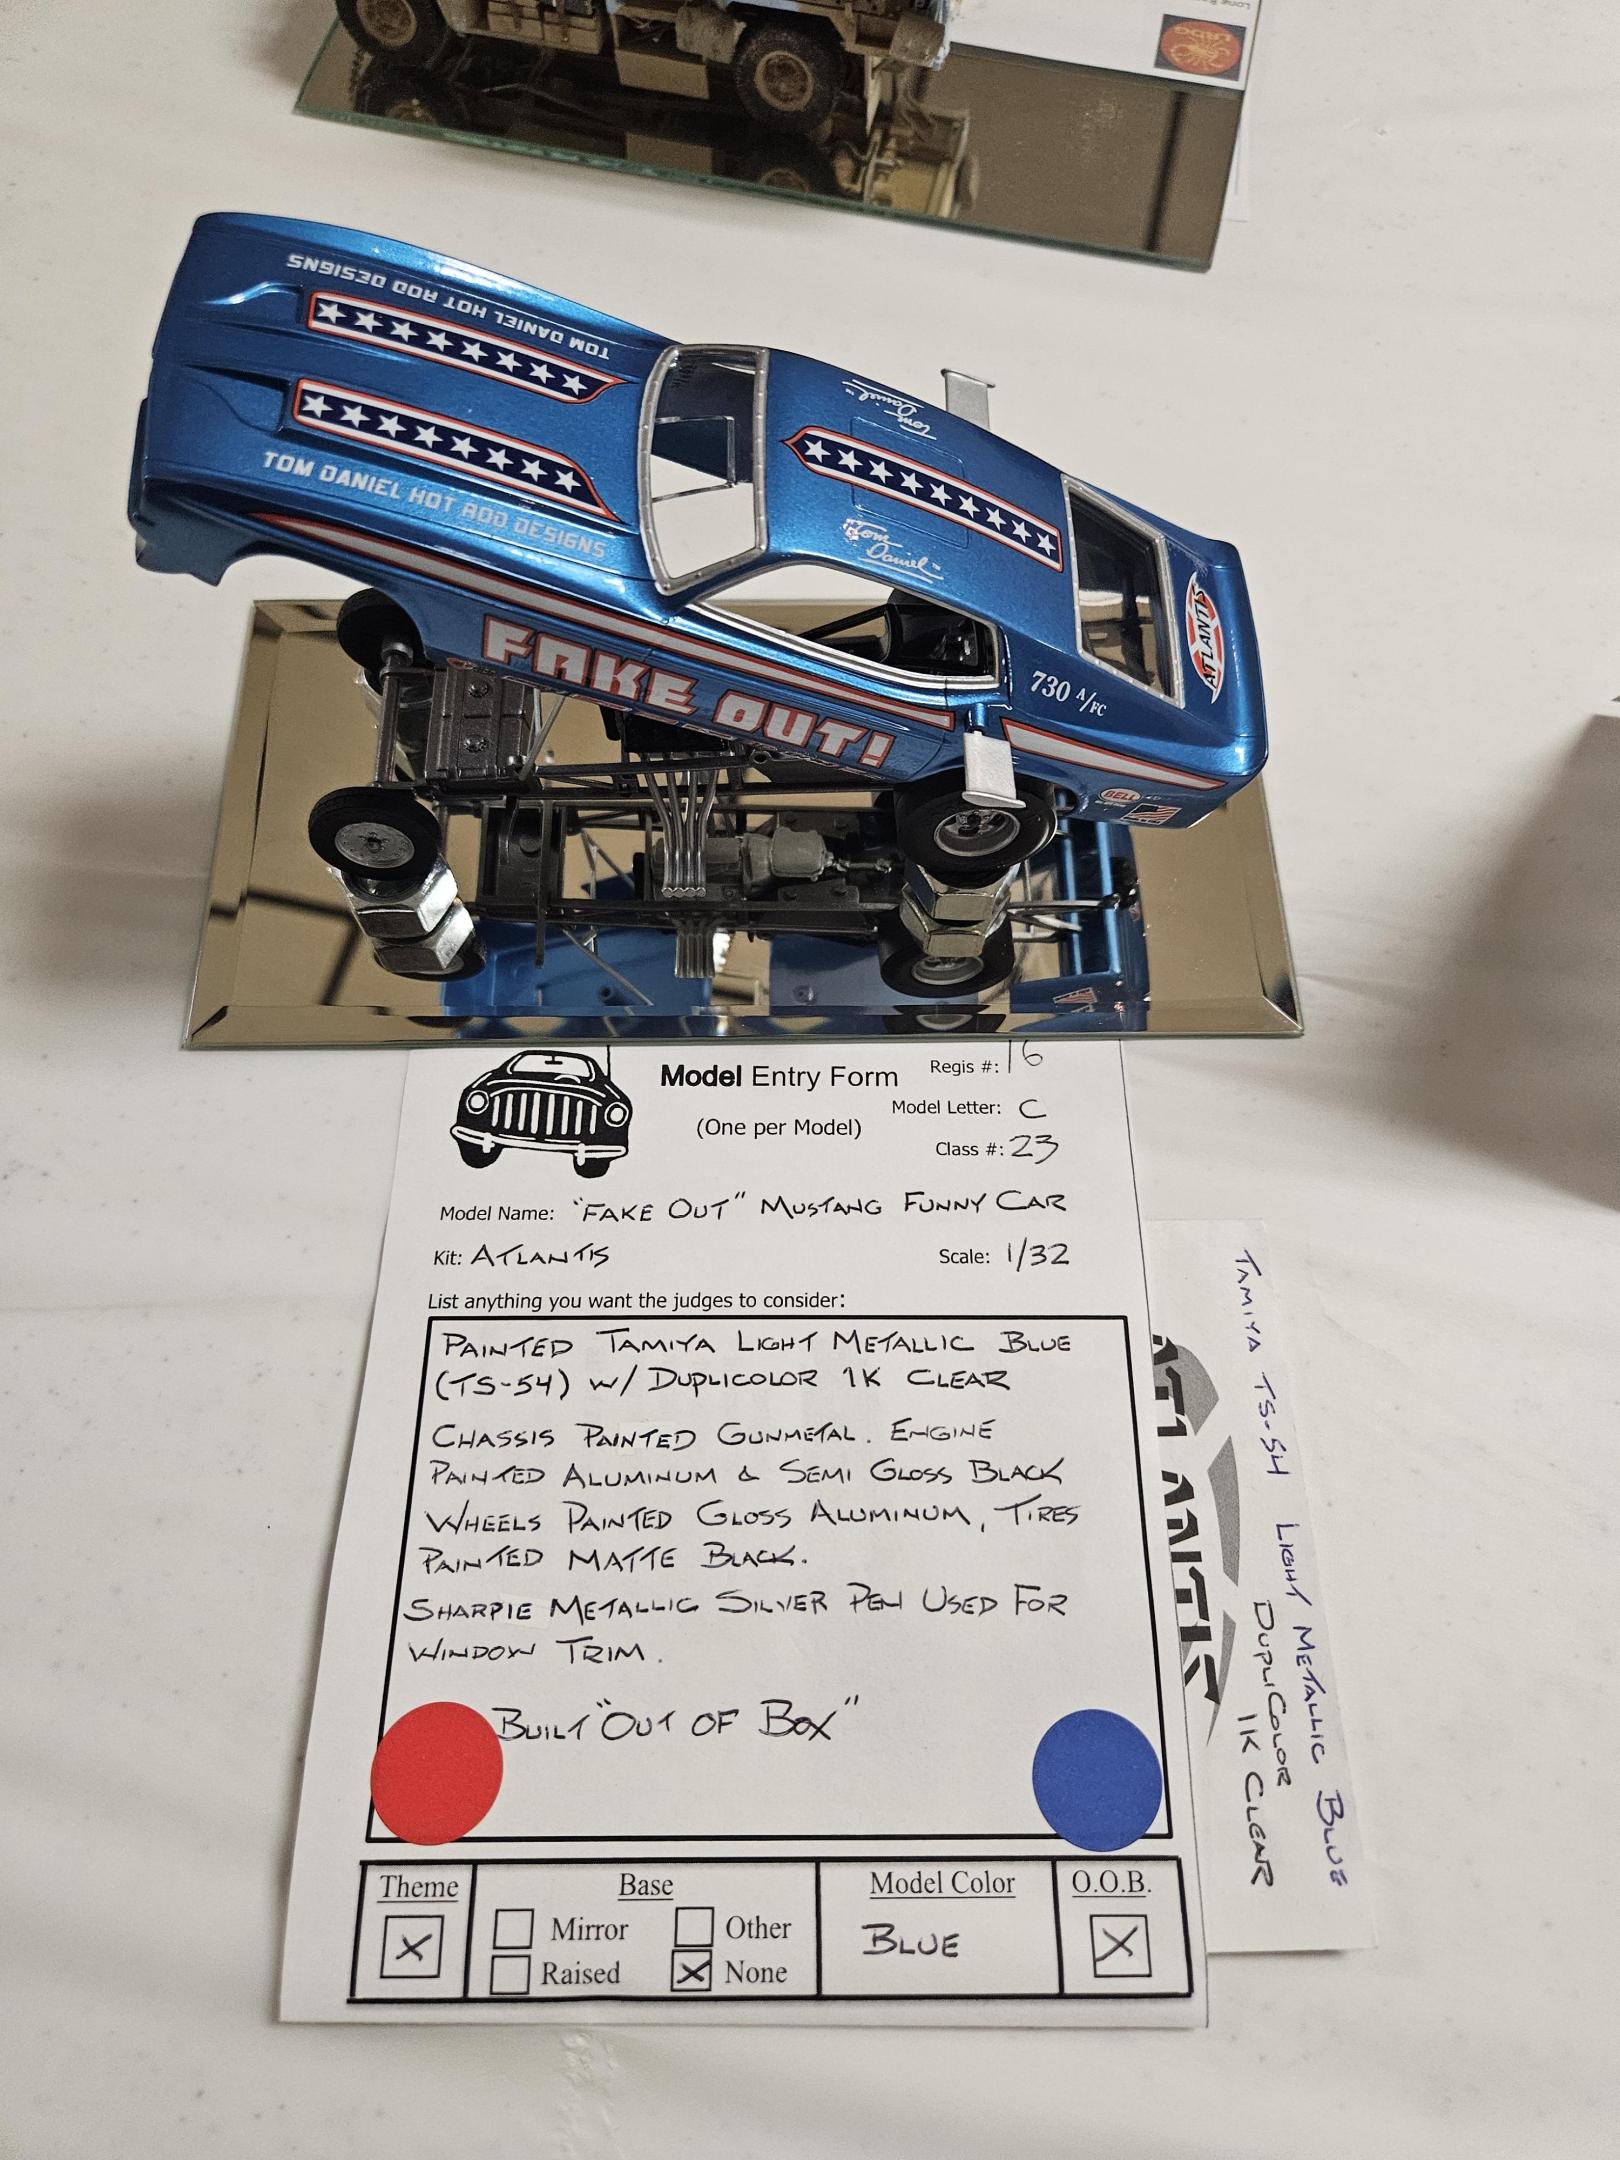 TOM DANIEL HOT ROD DESIGNS
TOM DANIEL HOT ROD DESIGNS
Tom Daniel™
Tom Daniel™
ATLANTIS
FAKE OUT!
730 A/FC
BELL
Model Entry Form
(One per Model)
Regis #: 16
Model Letter: C
Class #: 23
Model Name: "FAKE OUT" MUSTANG FUNNY CAR
Kit: ATLANTIS
Scale: 1/32
List anything you want the judges to consider:
PAINTED TAMIYA LIGHT METALLIC BLUE
(TS-54) W/ DUPLICOLOR 1K CLEAR
CHASSIS PAINTED GUNMETAL. ENGINE
PAINTED ALUMINUM & SEMI GLOSS BLACK
WHEELS PAINTED GLOSS ALUMINUM, TIRES
PAINTED MATTE BLACK.
SHARPIE METALLIC SILVER PEN USED FOR
WINDOW TRIM.
BUILT "OUT OF BOX"
Theme
X
Base
Mirror
Other
Raised
X None
Model Color
BLUE
O.O.B.
X
TAMIYA TS-54 LIGHT METALLIC BLUE
DUPLICOLOR
1K CLEAR
ATLANTIS